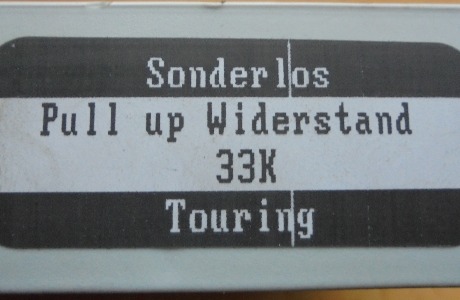 Sonderlos
Pull up Widerstand
33K
Touring